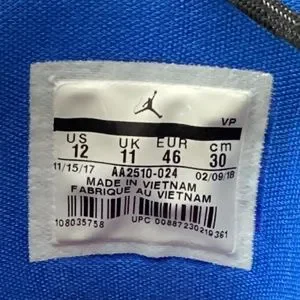 VP
US UK EUR cm
12 11 46 30
11/15/17 AA2510-024 02/09/18
MADE IN VIETNAM
FABRIQUE AU VIETNAM
108035758 UPC 00887230219361